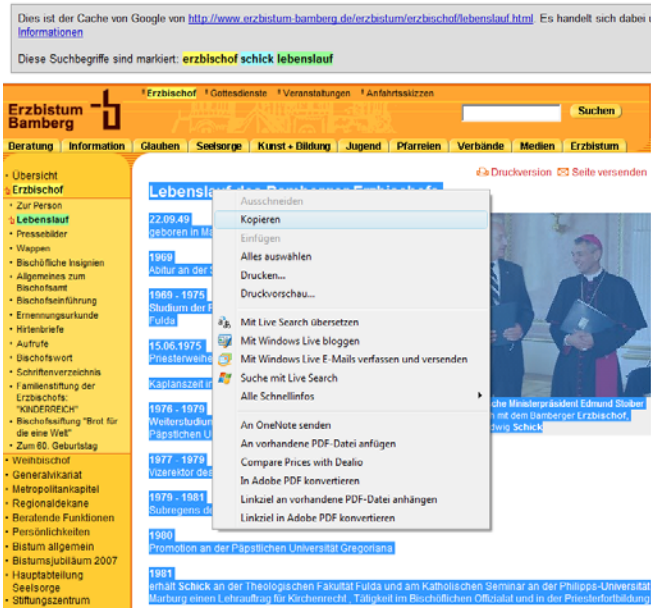 Dies ist der Cache von Google von http://www.erzbistum-bamberg.de/erzbistum/erzbischof/lebenslauf.html. Es handelt sich dabei
Informationen
Diese Suchbegriffe sind markiert: erzbischof schick lebenslauf
Erzbischof Gottesdienste Veranstaltungen Anfahrtsskizzen
Erzbistum
Bamberg
Suchen
Beratung Information Glauben Seelsorge Kunst + Bildung Jugend Pfarreien Verbände Medien Erzbistum
Druckversion Seite versenden
Übersicht
Erzbischof
Zur Person
Lebenslauf
Pressebilder
Wappen
Bischöfliche Insignien
Allgemeines zum
Bischofsamt
Bischofseinführung
Ernennungsurkunde
Hirtenbriefe
Aufrufe
Bischofswort
Schriftenverzeichnis
Familienstiftung der
Erzbischofs:
"KINDERREICH"
Bischofsstiftung "Brot für
die eine Welt"
Zum 60. Geburtstag
Weihbischof
Generalvikariat
Metropolitankapitel
Regionaldekane
Beratende Funktionen
Persönlichkeiten
Bistum allgemein
Bistumsjubiläum 2007
Hauptabteilung
Seelsorge
Stiftungszentrum
Lebenslauf des Bamberger Erzbischofs
22.09.49
geboren in Ma
1969
Abitur an der
1969 - 1975
Studium der
Fulda
15.06.1975
Priesterweihe
Kaplanszeit in
1976 - 1979
Weiterstudium
Päpstlichen U
1977 - 1979
Vizerektor des
1979 - 1981
Subregens de
1980
Promotion an der Päpstlichen Universität Gregoriana
1981
erhält Schick an der Theologischen Fakultät Fulda und am Katholischen Seminar an der Philipps-Universität
Marburg einen Lehrauftrag für Kirchenrecht, Tätigkeit im Bischöflichen Offizialat und in der Priesterfortbildung
Ausschneiden
Kopieren
Einfügen
Alles auswählen
Drucken...
Druckvorschau...
Mit Live Search übersetzen
Mit Windows Live bloggen
Mit Windows Live E-Mails verfassen und versenden
Suche mit Live Search
Alle Schnellinfos
An OneNote senden
An vorhandene PDF-Datei anfügen
Compare Prices with Dealio
In Adobe PDF konvertieren
Linkziel an vorhandene PDF-Datei anhängen
Linkziel in Adobe PDF konvertieren
che Ministerpräsident Edmund Stoiber
mit dem Bamberger Erzbischof,
dwig Schick